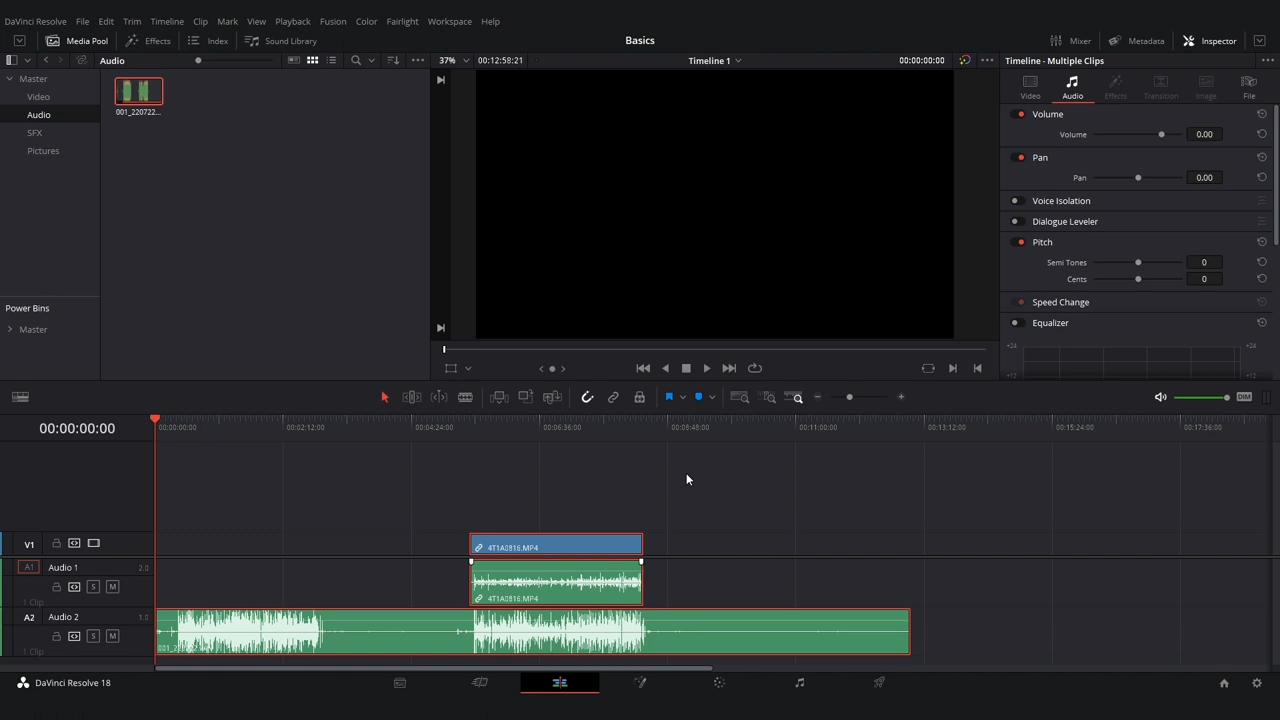 DaVinci Resolve File Edit Trim Timeline Clip Mark View Playback Fusion Color Fairlight Workspace Help
Media Pool Effects Index Sound Library Basics Mixer Metadata Inspector
Audio 37% 00:12:58:21 Timeline 1 00:00:00:00 Timeline - Multiple Clips
Master
Video
Audio
SFX
Pictures
Power Bins
Master
001_220722...
Video Audio Effects Transition Image File
Volume
Volume 0.00
Pan
Pan 0.00
Voice Isolation
Dialogue Leveler
Pitch
Semi Tones 0
Cents 0
Speed Change
Equalizer
+24 +24
+12 +12
DIM
00:00:00:00
00:00:00:00 00:02:12:00 00:04:24:00 00:06:36:00 00:08:48:00 00:11:00:00 00:13:12:00 00:15:24:00 00:17:36:00
V1 4T1A0816.MP4
A1 Audio 1 2.0
S M
1 Clip 4T1A0816.MP4
A2 Audio 2 1.0
S M
1 Clip
DaVinci Resolve 18